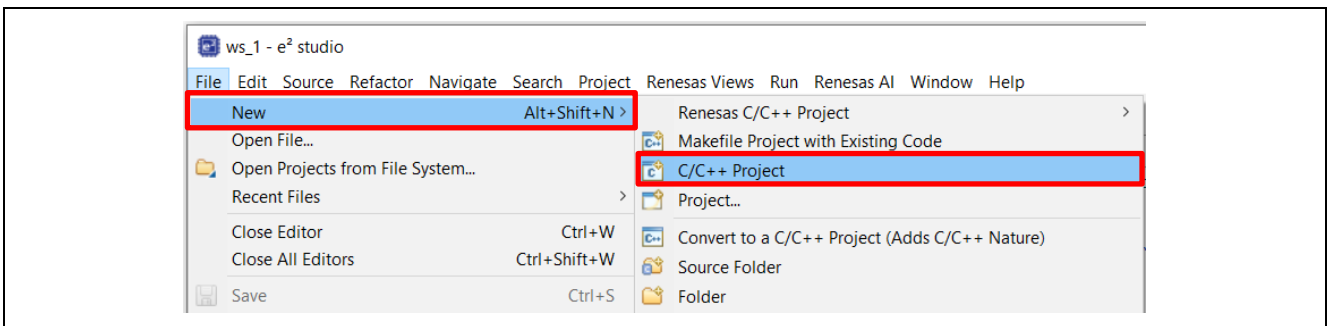 ws_1 - e² studio
File Edit Source Refactor Navigate Search Project Renesas Views Run Renesas AI Window Help
New Alt+Shift+N >
Open File...
Open Projects from File System...
Recent Files >
Close Editor Ctrl+W
Close All Editors Ctrl+Shift+W
Save Ctrl+S
Renesas C/C++ Project >
Makefile Project with Existing Code
C/C++ Project
Project...
Convert to a C/C++ Project (Adds C/C++ Nature)
Source Folder
Folder